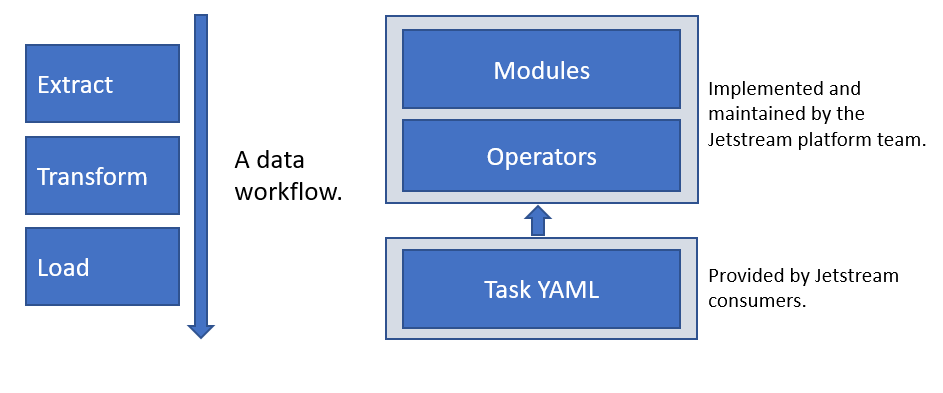 Extract
Transform
Load
A data
workflow.
Modules
Operators
Implemented and
maintained by the
Jetstream platform team.
Task YAML
Provided by Jetstream
consumers.